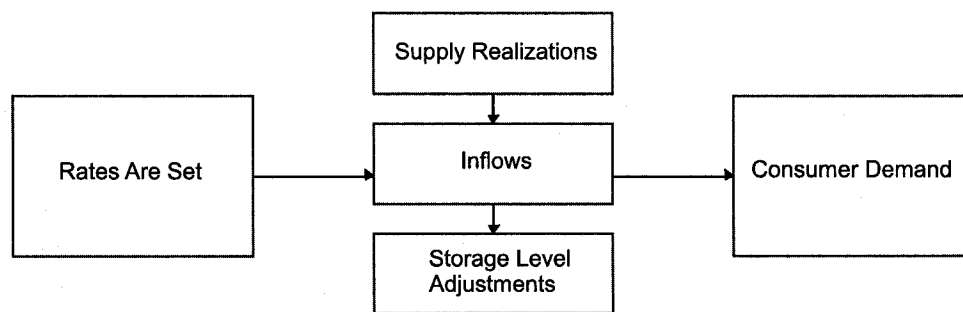 Supply Realizations
Rates Are Set
Inflows
Consumer Demand
Storage Level
Adjustments